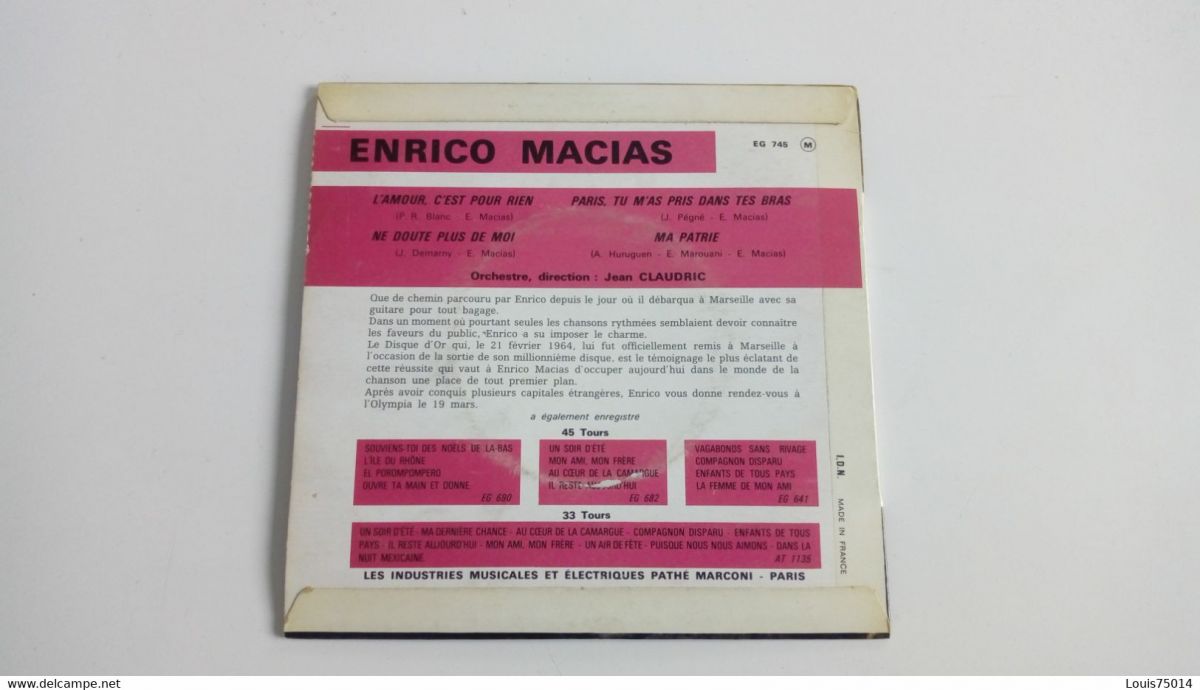 ENRICO MACIAS
EG 745 M
L'AMOUR, C'EST POUR RIEN
(P. R. Blanc E. Macias)
PARIS, TU M'AS PRIS DANS TES BRAS
(J. Pégné - E. Macias)
NE DOUTE PLUS DE MOI
(J. Demarny - E. Macias)
MA PATRIE
(A. Huruguen - E. Marouani - E. Macias)
Orchestre, direction : Jean CLAUDRIC
Que de chemin parcouru par Enrico depuis le jour où il débarqua à Marseille avec sa
guitare pour tout bagage.
Dans un moment où pourtant seules les chansons rythmées semblaient devoir connaître
les faveurs du public, Enrico a su imposer le charme.
Le Disque d'Or qui, le 21 février 1964, lui fut officiellement remis à Marseille à
l'occasion de la sortie de son millionnième disque, est le témoignage le plus éclatant de
cette réussite qui vaut à Enrico Macias d'occuper aujourd'hui dans le monde de la
chanson une place de tout premier plan.
Après avoir conquis plusieurs capitales étrangères, Enrico vous donne rendez-vous à
l'Olympia le 19 mars.
a également enregistré
45 Tours
SOUVIENS-TOI DES NOËLS DE LA-BAS
L'ÎLE DU RHÔNE
EL POROMPOMPERO
OUVRE TA MAIN ET DONNE
EG 680
UN SOIR D'ÉTÉ
MON AMI, MON FRÈRE
AU CŒUR DE LA CAMARGUE
IL RESTE AUJOURD'HUI
EG 682
VAGABONDS SANS RIVAGE
COMPAGNON DISPARU
ENFANTS DE TOUS PAYS
LA FEMME DE MON AMI
EG 641
33 Tours
UN SOIR D'ÉTÉ - MA DERNIÈRE CHANCE - AU CŒUR DE LA CAMARGUE - COMPAGNON DISPARU - ENFANTS DE TOUS
PAYS - IL RESTE AUJOURD'HUI - MON AMI, MON FRÈRE - UN AIR DE FÊTE - PUISQUE NOUS NOUS AIMONS - DANS LA
NUIT MEXICAINE
AT 1135
LES INDUSTRIES MUSICALES ET ÉLECTRIQUES PATHÉ MARCONI - PARIS
I.D.N. MADE IN FRANCE
www.delcampe.net
Louis75014